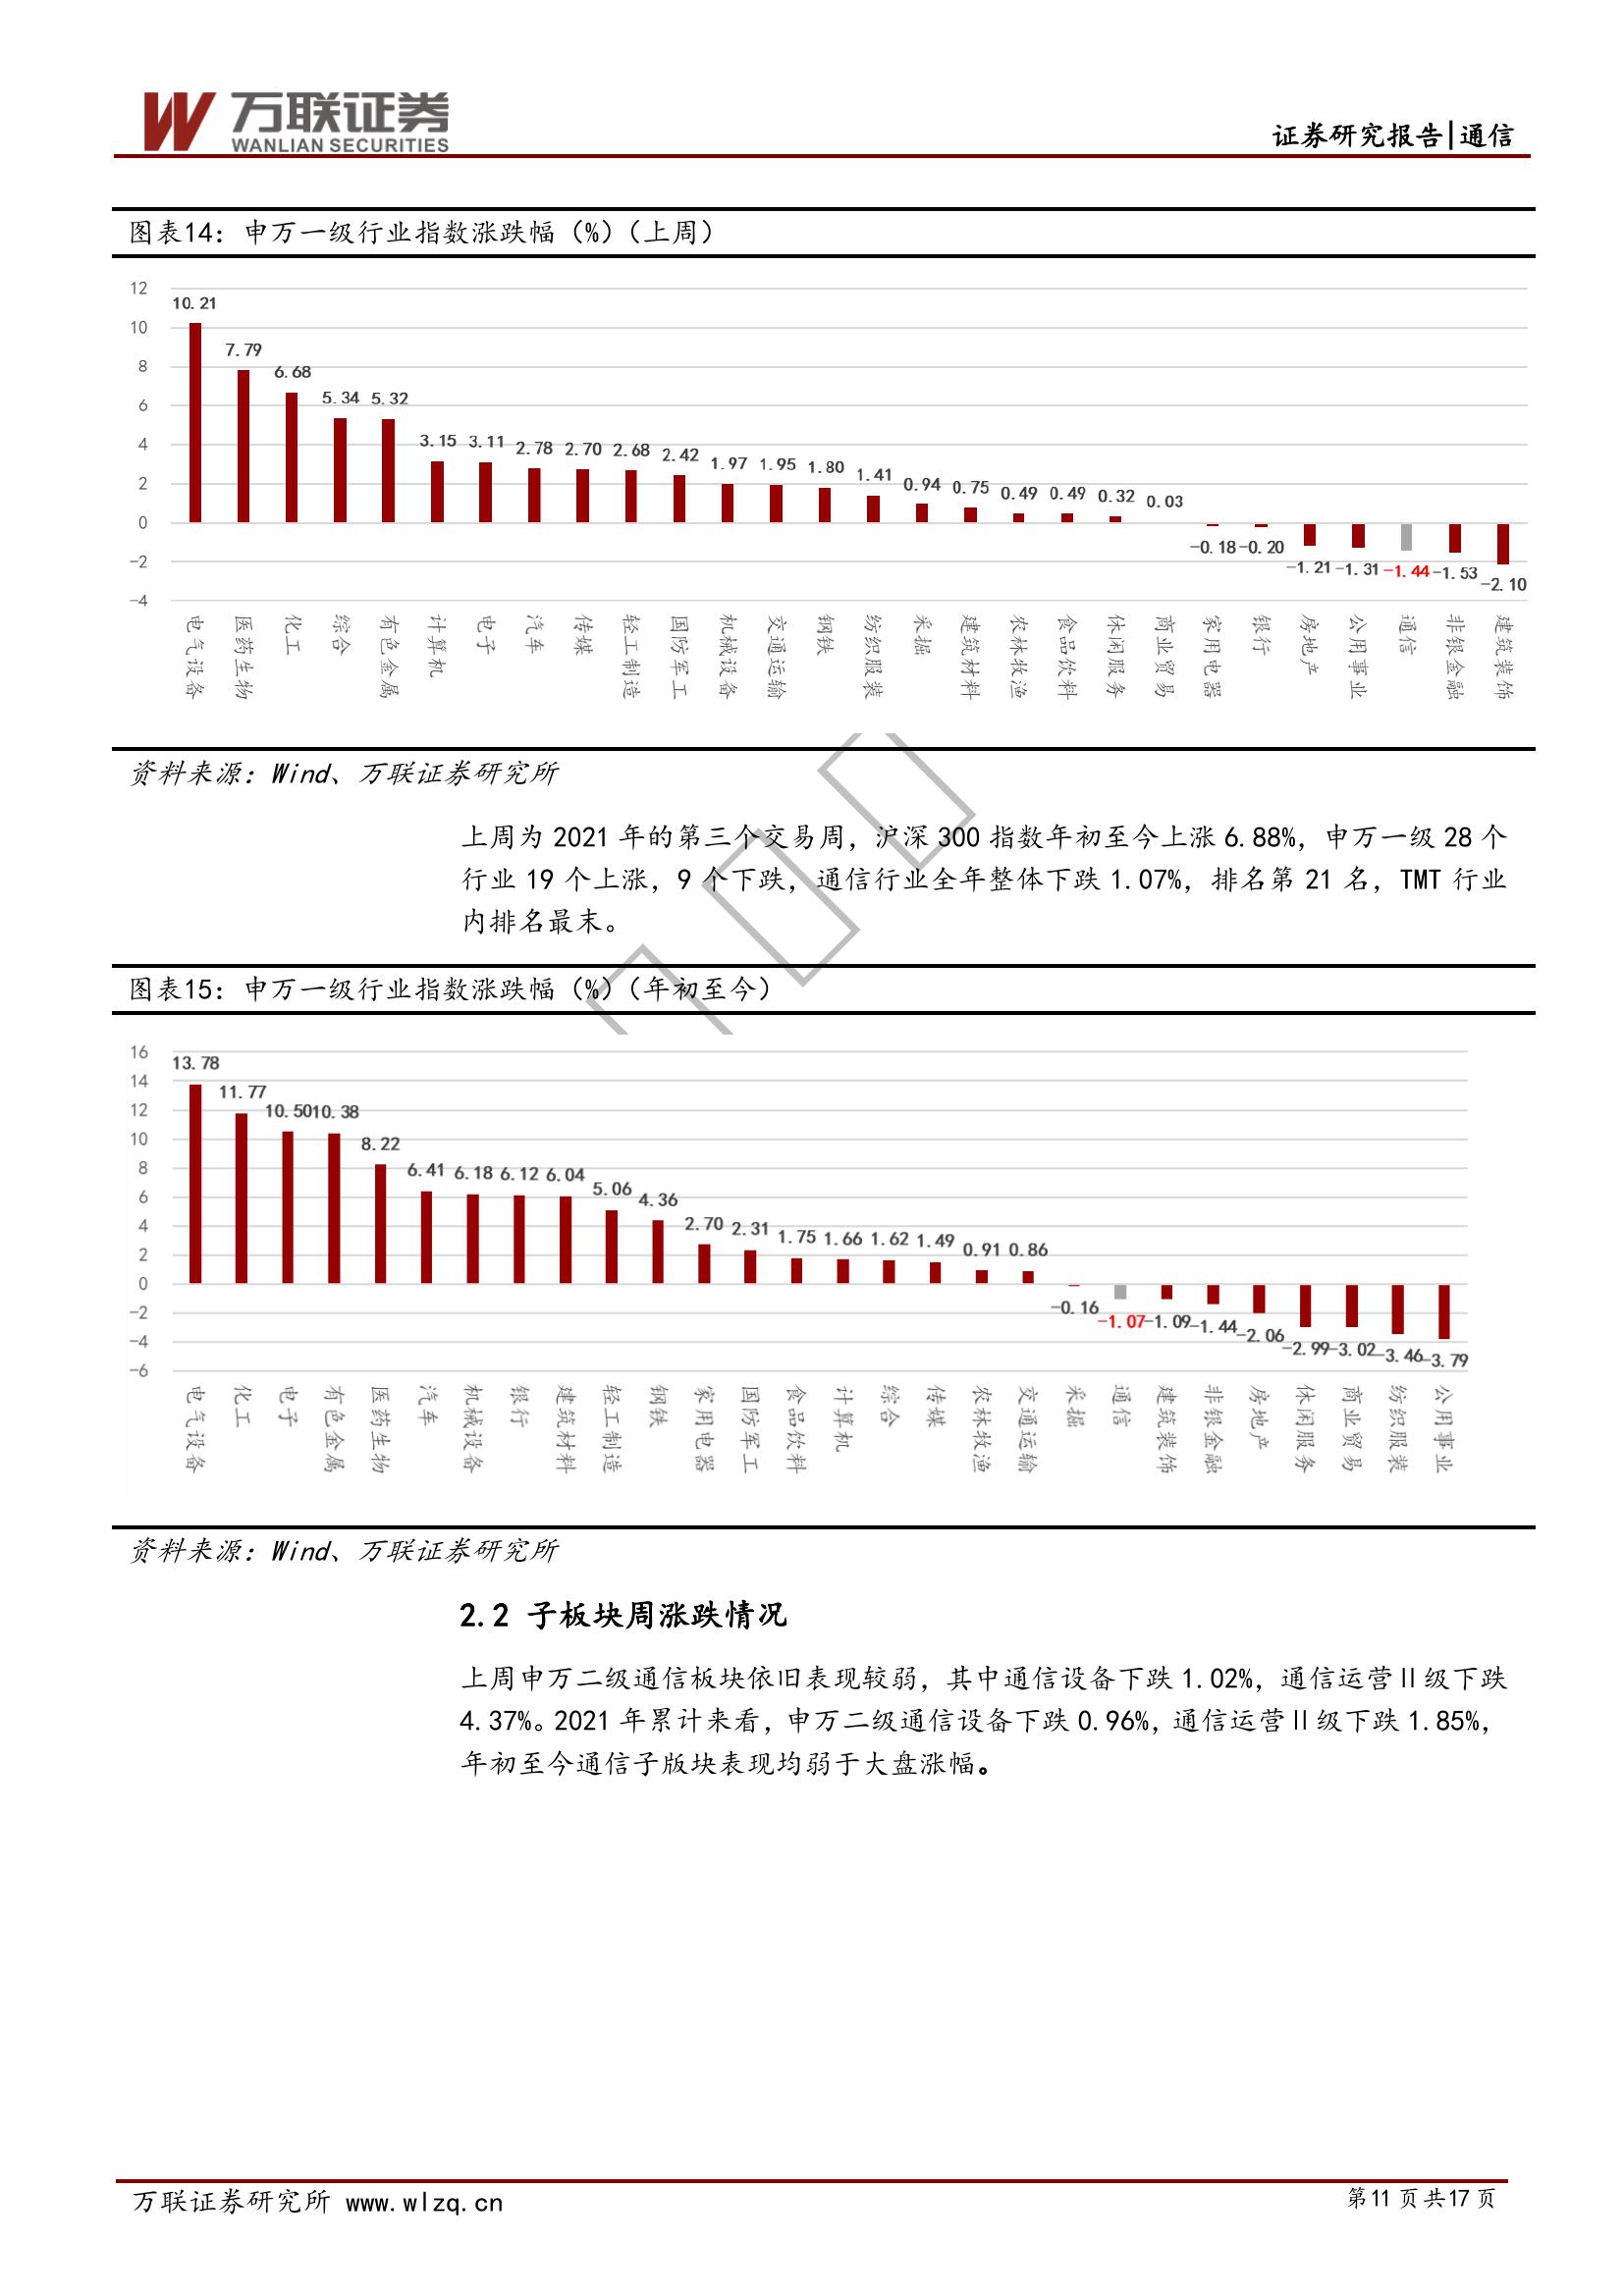 万联证券
WANLIAN SECURITIES
证券研究报告|通信
图表14：申万一级行业指数涨跌幅（%）（上周）
12
10
8
6
4
2
0
-2
-4
10.21 7.79 6.68 5.34 5.32 3.15 3.11 2.78 2.70 2.68 2.42 1.97 1.95 1.80 1.41 0.94 0.75 0.49 0.49 0.32 0.03 -0.18 -0.20 -1.21 -1.31 -1.44 -1.53 -2.10
电气设备 医药生物 化工 综合 有色金属 计算机 电子 汽车 传媒 轻工制造 国防军工 机械设备 交通运输 钢铁 纺织服装 采掘 建筑材料 农林牧渔 食品饮料 休闲服务 商业贸易 家用电器 银行 房地产 公用事业 通信 非银金融 建筑装饰
资料来源：Wind、万联证券研究所
上周为 2021 年的第三个交易周，沪深 300 指数年初至今上涨 6.88%，申万一级 28 个
行业 19 个上涨，9 个下跌，通信行业全年整体下跌 1.07%，排名第 21 名，TMT 行业
内排名最末。
图表15：申万一级行业指数涨跌幅（%）（年初至今）
16
14
12
10
8
6
4
2
0
-2
-4
-6
13.78 11.77 10.50 10.38 8.22 6.41 6.18 6.12 6.04 5.06 4.36 2.70 2.31 1.75 1.66 1.62 1.49 0.91 0.86 -0.16 -1.07 -1.09 -1.44 -2.06 -2.99 -3.02 -3.46 -3.79
电气设备 化工 电子 有色金属 医药生物 汽车 机械设备 银行 建筑材料 轻工制造 钢铁 家用电器 国防军工 食品饮料 计算机 综合 传媒 农林牧渔 交通运输 采掘 通信 建筑装饰 非银金融 房地产 休闲服务 商业贸易 纺织服装 公用事业
资料来源：Wind、万联证券研究所
2.2 子板块周涨跌情况
上周申万二级通信板块依旧表现较弱，其中通信设备下跌 1.02%，通信运营Ⅱ级下跌
4.37%。2021 年累计来看，申万二级通信设备下跌 0.96%，通信运营Ⅱ级下跌 1.85%，
年初至今通信子版块表现均弱于大盘涨幅。
万联证券研究所 www.wlzq.cn
第11 页 共17 页